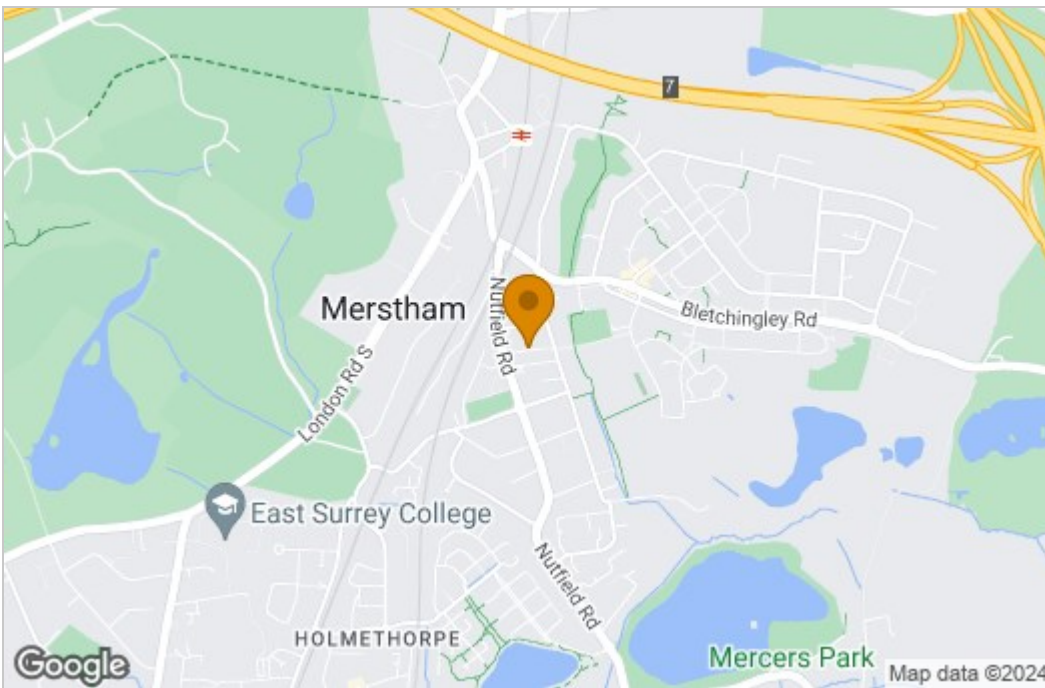 7
Merstham
Nutfield Rd
Bletchingley Rd
London Rd S
East Surrey College
Nutfield Rd
HOLMETHORPE
Mercers Park
Google
Map data ©2024